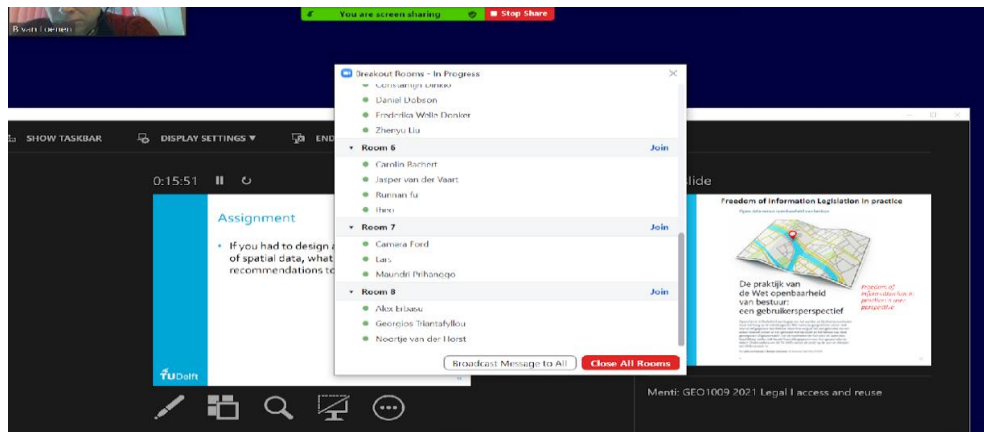 You are screen sharing
Stop Share
B van Loenen
Breakout Rooms - In Progress
Daniel Dobson
Frederika Welle Donker
Zhenyu Liu
Room 6 Join
Carolin Bachert
Jasper van der Vaart
Runnan fu
theo
Room 7 Join
Camera Ford
Lars
Maundri Prihanggo
Room 8 Join
Alex
Georgios Triantafyllou
Noortje van der Horst
Broadcast Message to All
Close All Rooms
SHOW TASKBAR
DISPLAY SETTINGS
END
0:15:51
Assignment
If you had to design a
of spatial data, what
recommendations to
TUDelft
lide
Freedom of Information Legislation in practice
De praktijk van
de Wet openbaarheid
van bestuur:
een gebruikersperspectief
Freedom of
perspective
Menti: GEO1009 2021 Legal I access and reuse